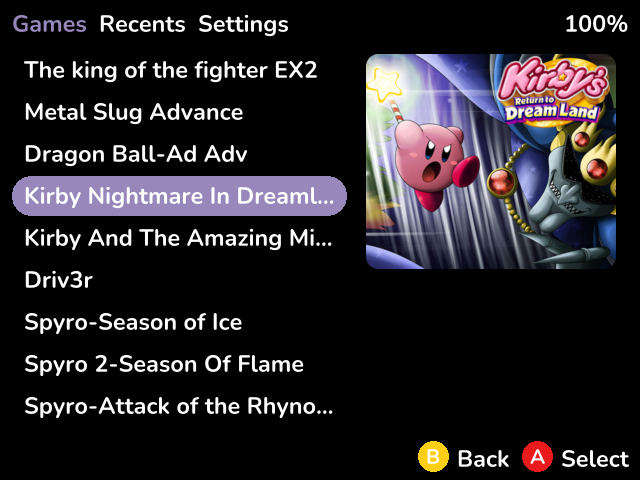 Games Recents Settings 100%
The king of the fighter EX2
Metal Slug Advance
Dragon Ball-Ad Adv
Kirby Nightmare In Dreaml...
Kirby And The Amazing Mi...
Driv3r
Spyro-Season of Ice
Spyro 2-Season Of Flame
Spyro-Attack of the Rhyno...
Kirby's
Return to
Dream Land
B Back A Select